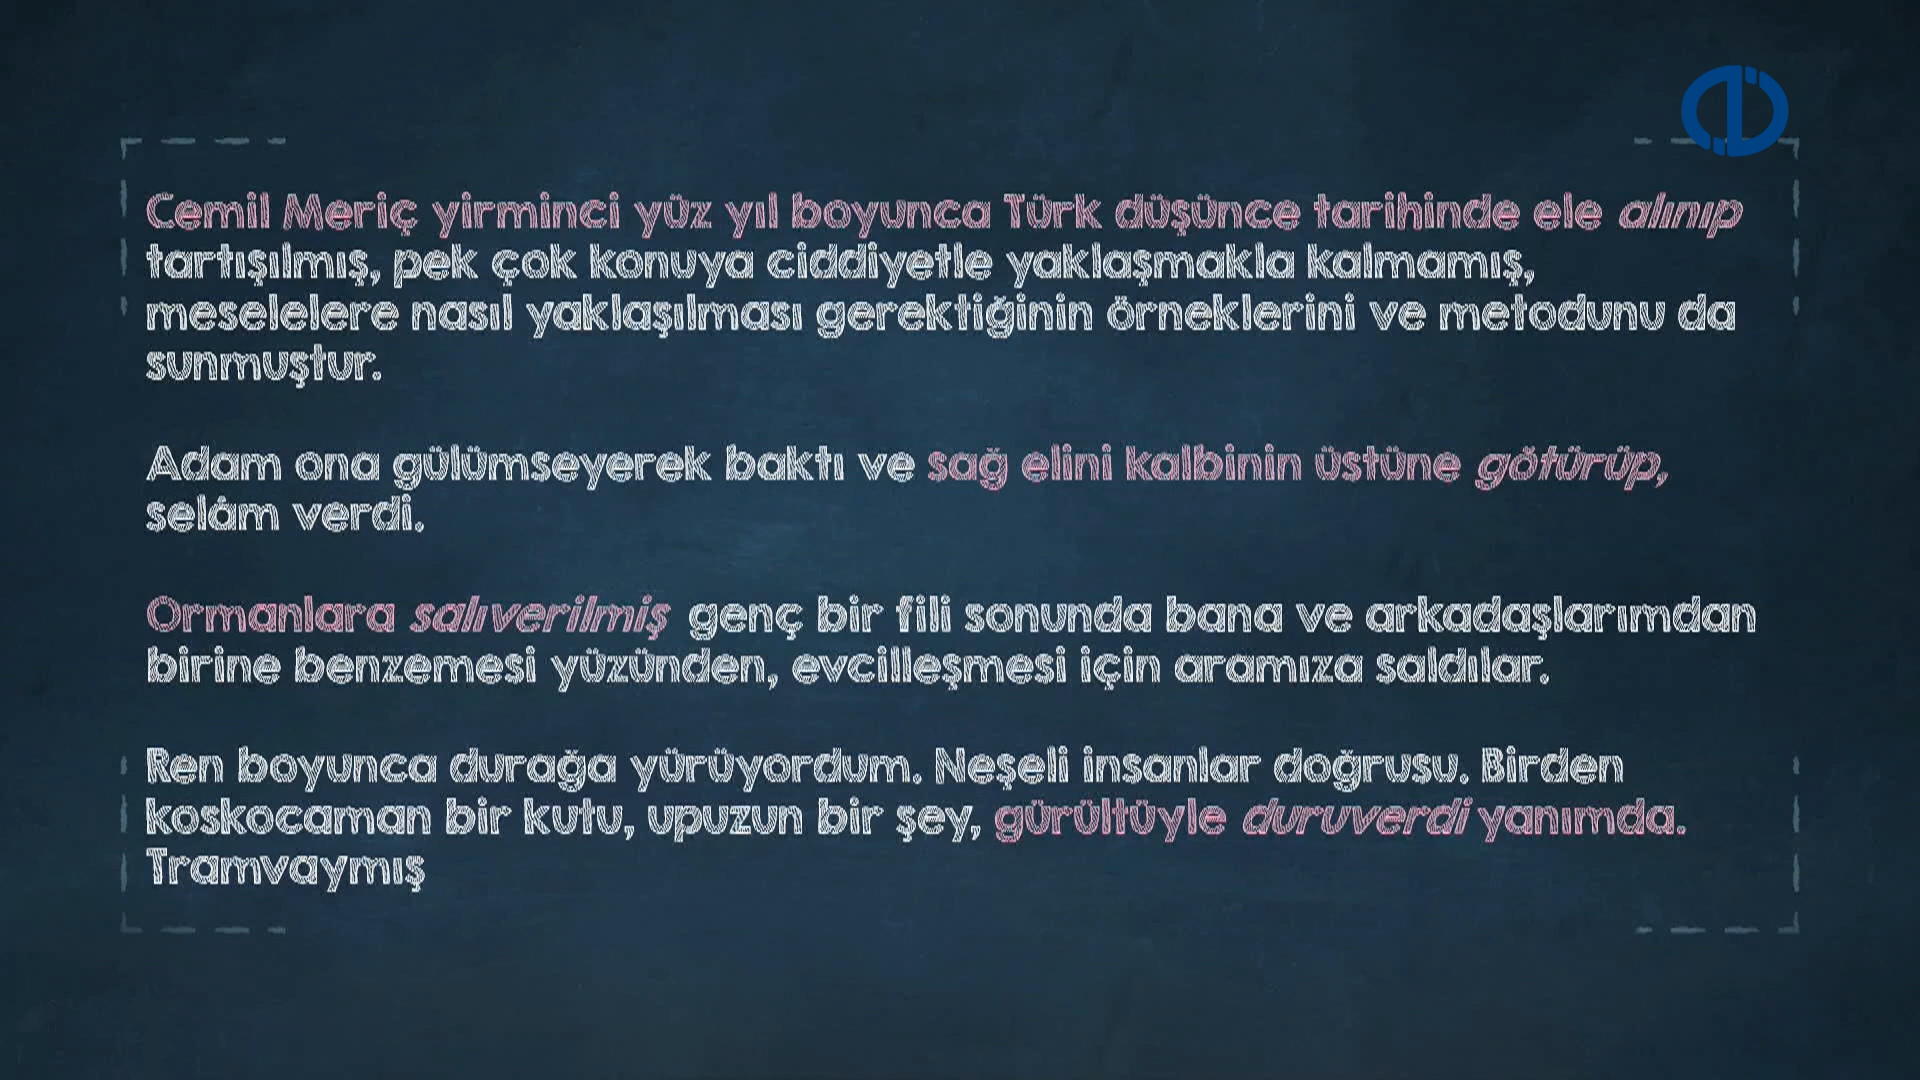 Cemil Meriç yirminci yüz yıl boyunca Türk düşünce tarihinde ele alınıp
tartışılmış, pek çok konuya ciddiyetle yaklaşmakla kalmamış,
meselelere nasıl yaklaşılması gerektiğinin örneklerini ve metodunu da
sunmuştur.
Adam ona gülümseyerek baktı ve sağ elini kalbinin üstüne götürüp,
selâm verdi.
Ormanlara salıverilmiş genç bir fili sonunda bana ve arkadaşlarımdan
birine benzemesi yüzünden, evcilleşmesi için aramıza saldılar.
Ren boyunca durağa yürüyordum. Neşeli insanlar doğrusu. Birden
koskocaman bir kutu, upuzun bir şey, gürültüyle duruverdi yanımda.
Tramvaymış